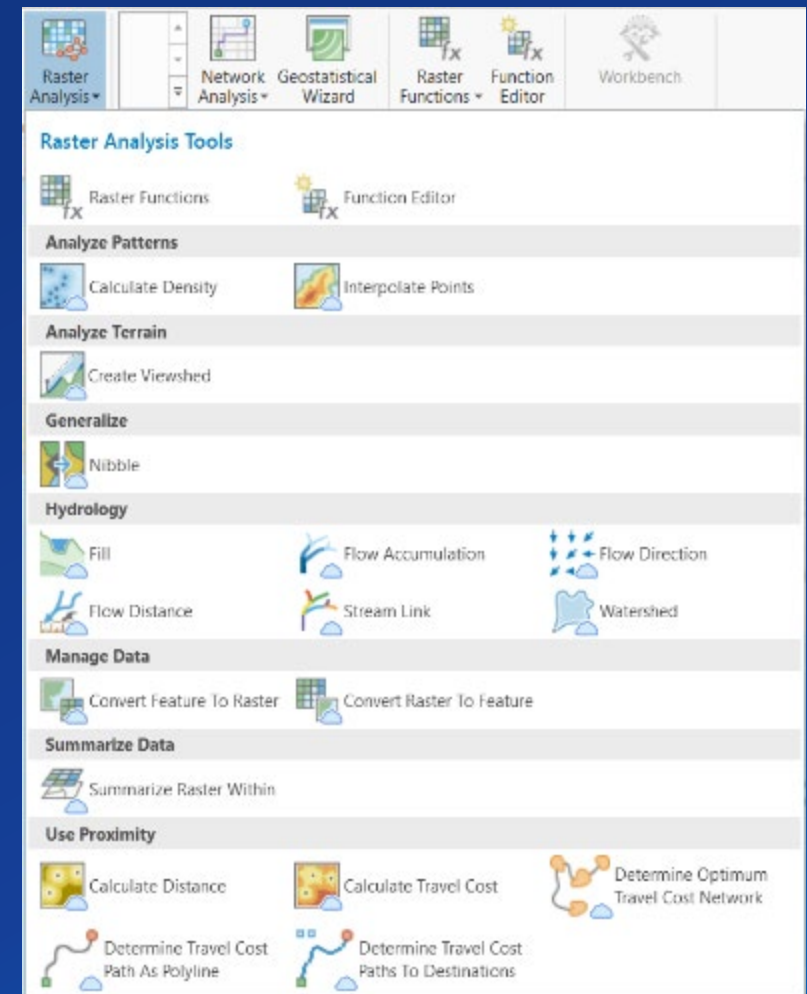 Raster Analysis
Network Analysis
Geostatistical Wizard
Raster Functions
Function Editor
Workbench
Raster Analysis Tools
fx Raster Functions
fx Function Editor
Analyze Patterns
Calculate Density
Interpolate Points
Analyze Terrain
Create Viewshed
Generalize
Nibble
Hydrology
Fill
Flow Accumulation
Flow Direction
Flow Distance
Stream Link
Watershed
Manage Data
Convert Feature To Raster
Convert Raster To Feature
Summarize Data
Summarize Raster Within
Use Proximity
Calculate Distance
Calculate Travel Cost
Determine Optimum
Travel Cost Network
Determine Travel Cost
Path As Polyline
Determine Travel Cost
Paths To Destinations